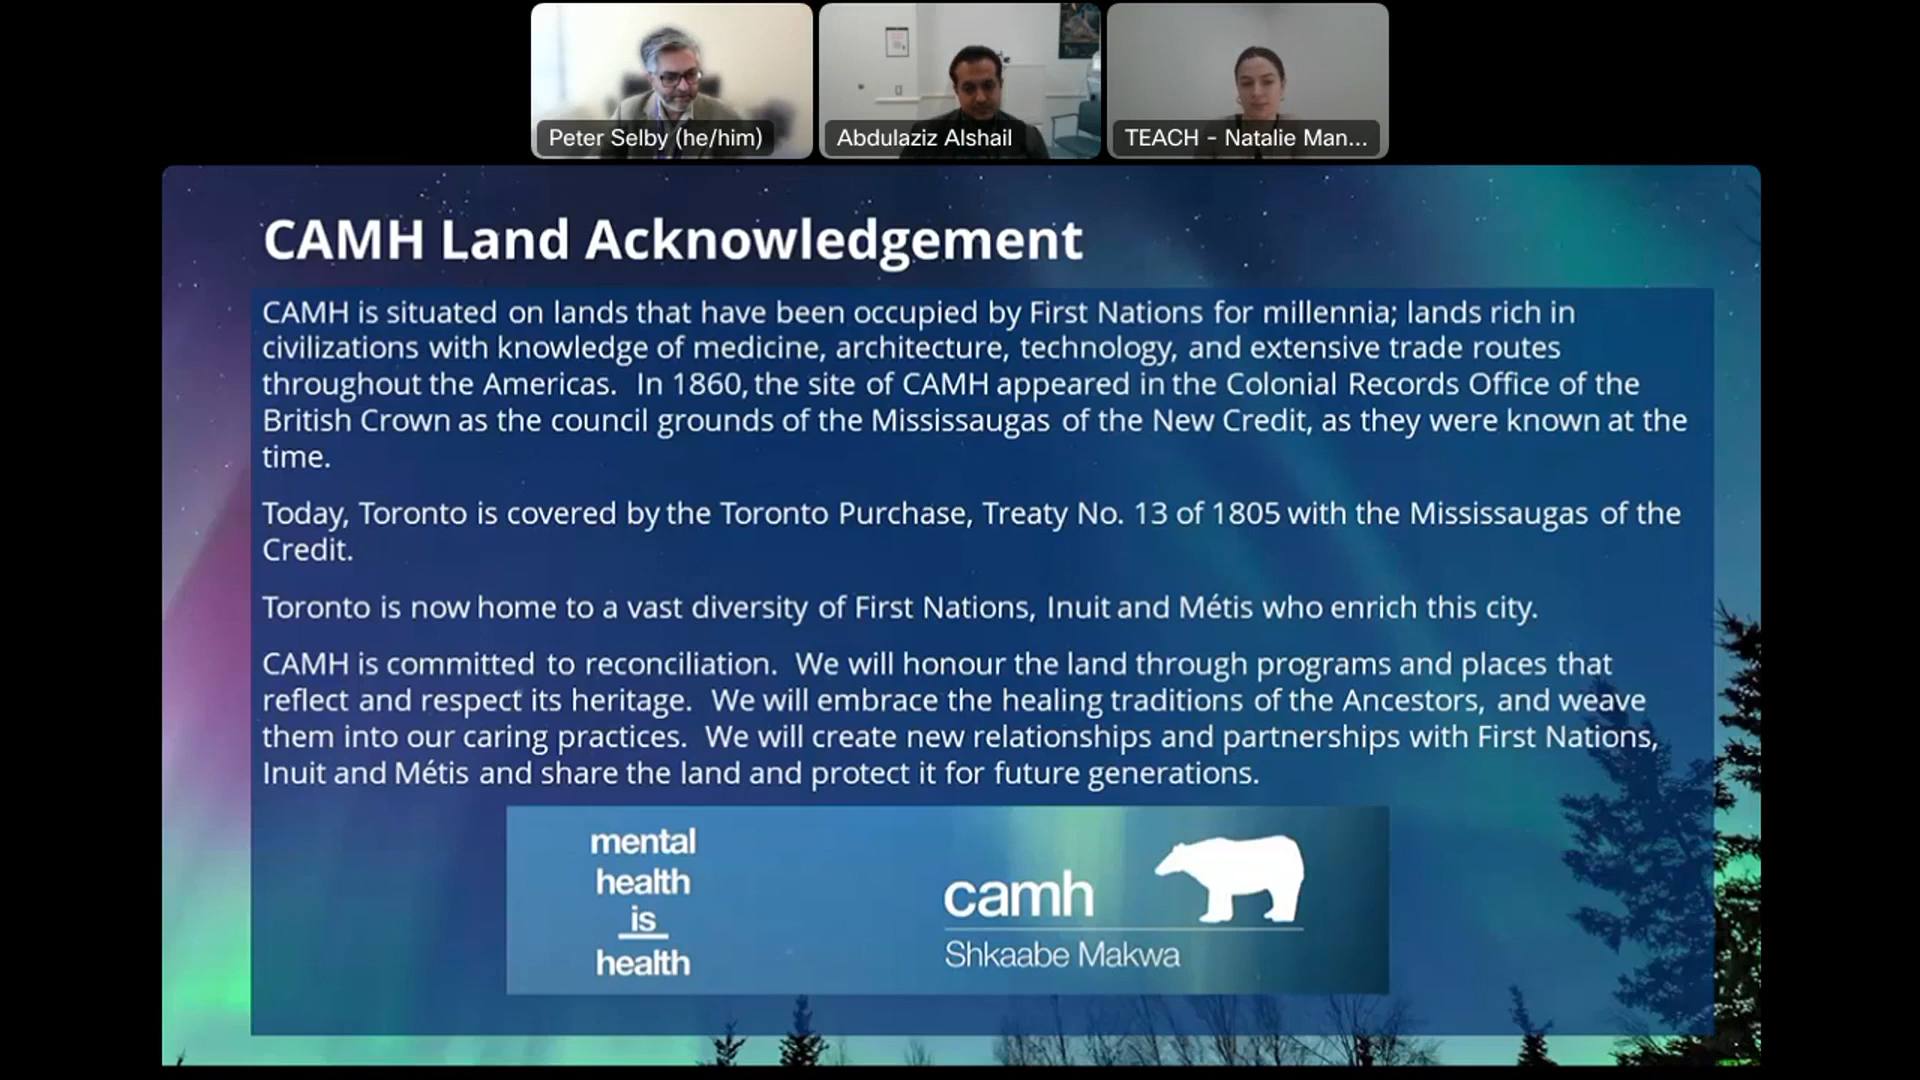 Peter Selby (he/him)
Abdulaziz Alshail
TEACH - Natalie Man...
CAMH Land Acknowledgement
CAMH is situated on lands that have been occupied by First Nations for millennia; lands rich in
civilizations with knowledge of medicine, architecture, technology, and extensive trade routes
throughout the Americas. In 1860, the site of CAMH appeared in the Colonial Records Office of the
British Crown as the council grounds of the Mississaugas of the New Credit, as they were known at the
time.
Today, Toronto is covered by the Toronto Purchase, Treaty No. 13 of 1805 with the Mississaugas of the
Credit.
Toronto is now home to a vast diversity of First Nations, Inuit and Métis who enrich this city.
CAMH is committed to reconciliation. We will honour the land through programs and places that
reflect and respect its heritage. We will embrace the healing traditions of the Ancestors, and weave
them into our caring practices. We will create new relationships and partnerships with First Nations,
Inuit and Métis and share the land and protect it for future generations.
mental
health
is
health
camh
Shkaabe Makwa